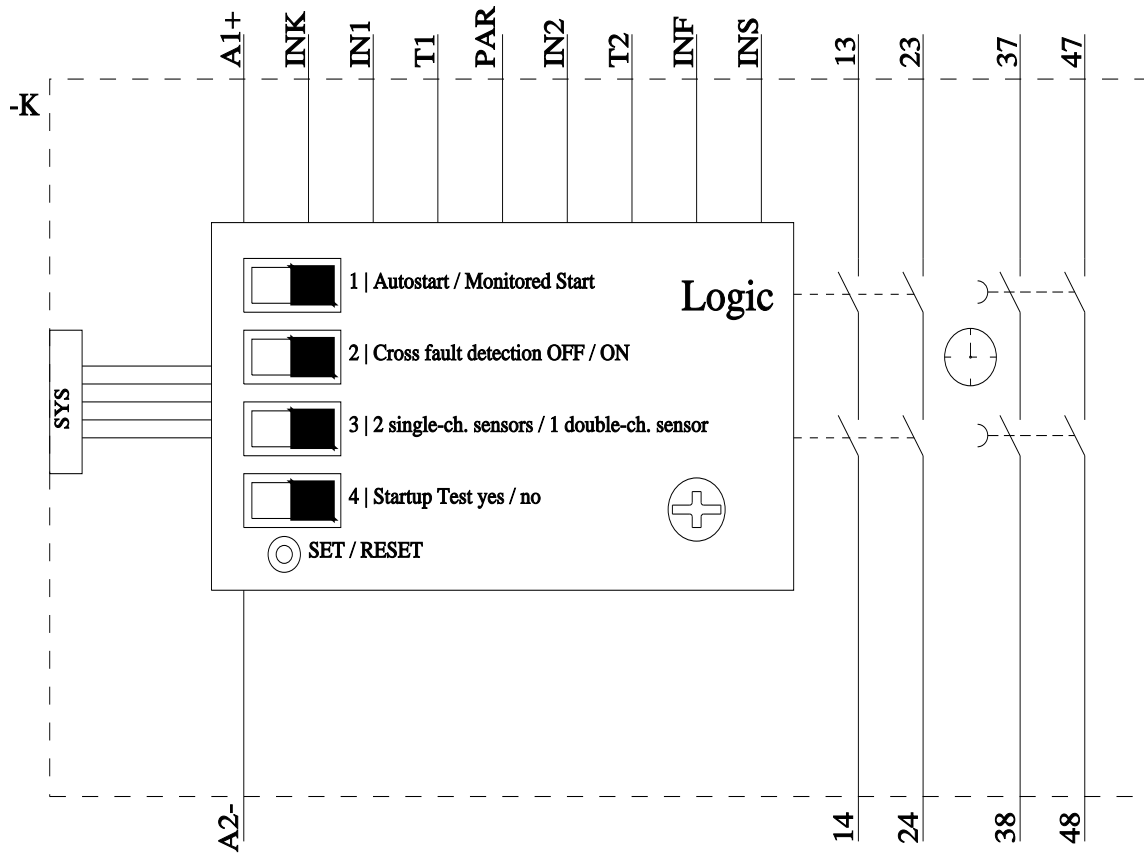 A1+
INK
IN1
T1
PAR
IN2
T2
INF
INS
13
23
37
47
-K
1 | Autostart / Monitored Start
Logic
2 | Cross fault detection OFF / ON
SYS
3 | 2 single-ch. sensors / 1 double-ch. sensor
4 | Startup Test yes / no
SET / RESET
A2-
14
24
38
48